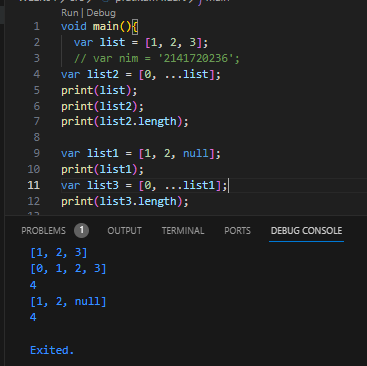 Run | Debug
1 void main(){
2 var list = [1, 2, 3];
3 // var nim = '2141720236';
4 var list2 = [0, ...list];
5 print(list);
6 print(list2);
7 print(list2.length);
8
9 var list1 = [1, 2, null];
10 print(list1);
11 var list3 = [0, ...list1];
12 print(list3.length);
PROBLEMS 1 OUTPUT TERMINAL PORTS DEBUG CONSOLE
[1, 2, 3]
[0, 1, 2, 3]
4
[1, 2, null]
4
Exited.